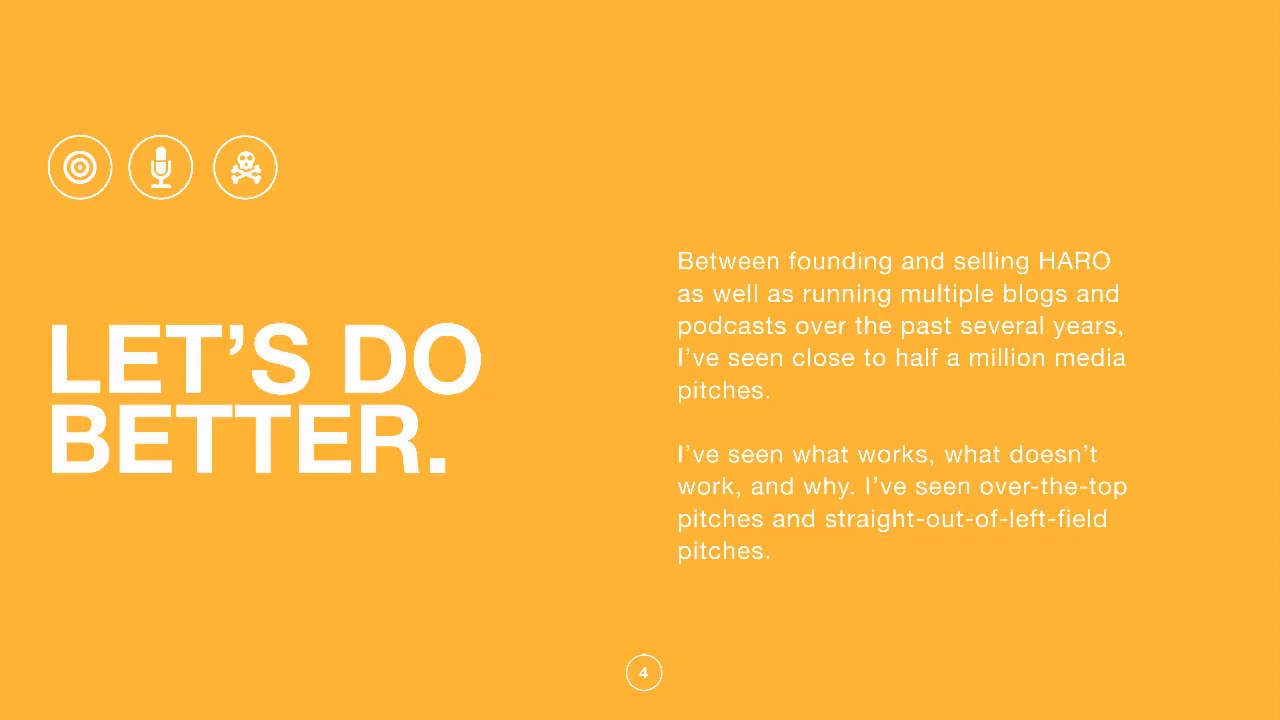 LET’S DO
BETTER.
Between founding and selling HARO
as well as running multiple blogs and
podcasts over the past several years,
I’ve seen close to half a million media
pitches.
I’ve seen what works, what doesn’t
work, and why. I’ve seen over-the-top
pitches and straight-out-of-left-field
pitches.
4